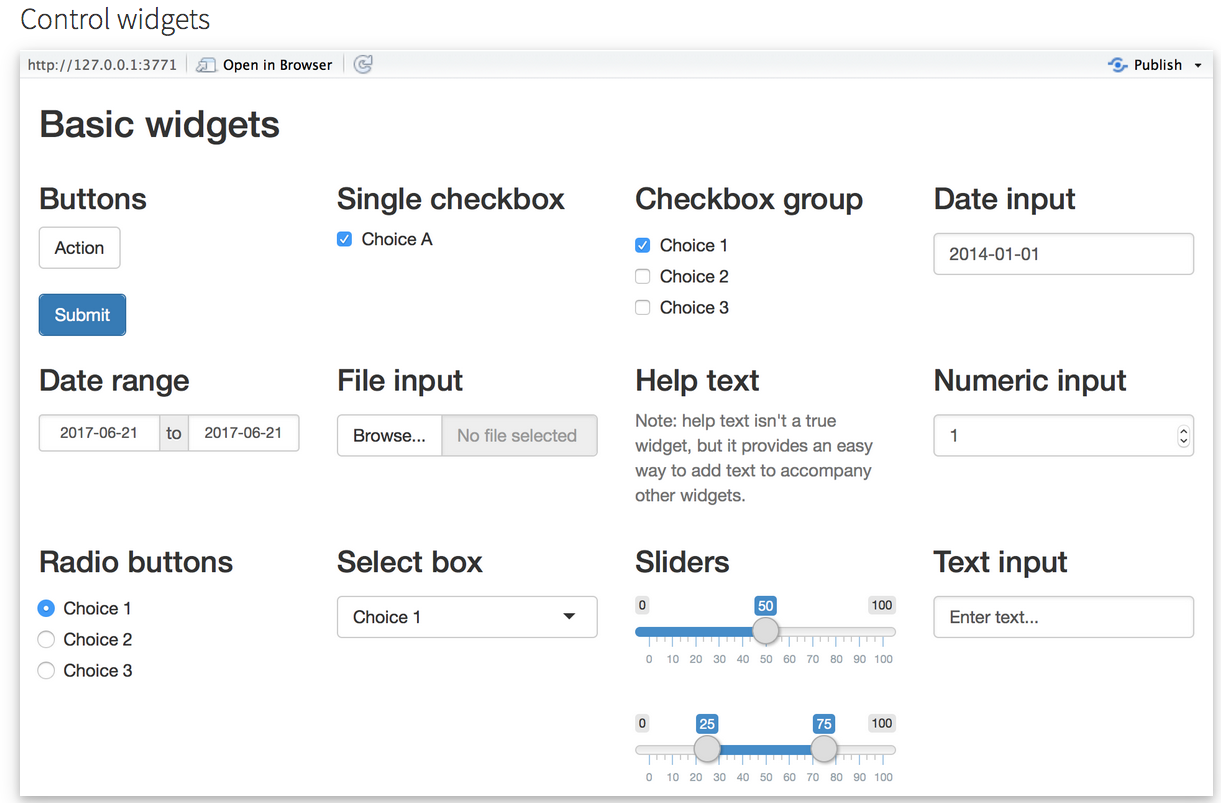 Control widgets
http://127.0.0.1:3771 Open in Browser Publish
Basic widgets
Buttons
Action
Submit
Single checkbox
Choice A
Checkbox group
Choice 1
Choice 2
Choice 3
Date input
2014-01-01
Date range
2017-06-21 to 2017-06-21
File input
Browse... No file selected
Help text
Note: help text isn't a true
widget, but it provides an easy
way to add text to accompany
other widgets.
Numeric input
1
Radio buttons
Choice 1
Choice 2
Choice 3
Select box
Choice 1
Sliders
0 50 100
0 10 20 30 40 50 60 70 80 90 100
0 25 75 100
0 10 20 30 40 50 60 70 80 90 100
Text input
Enter text...